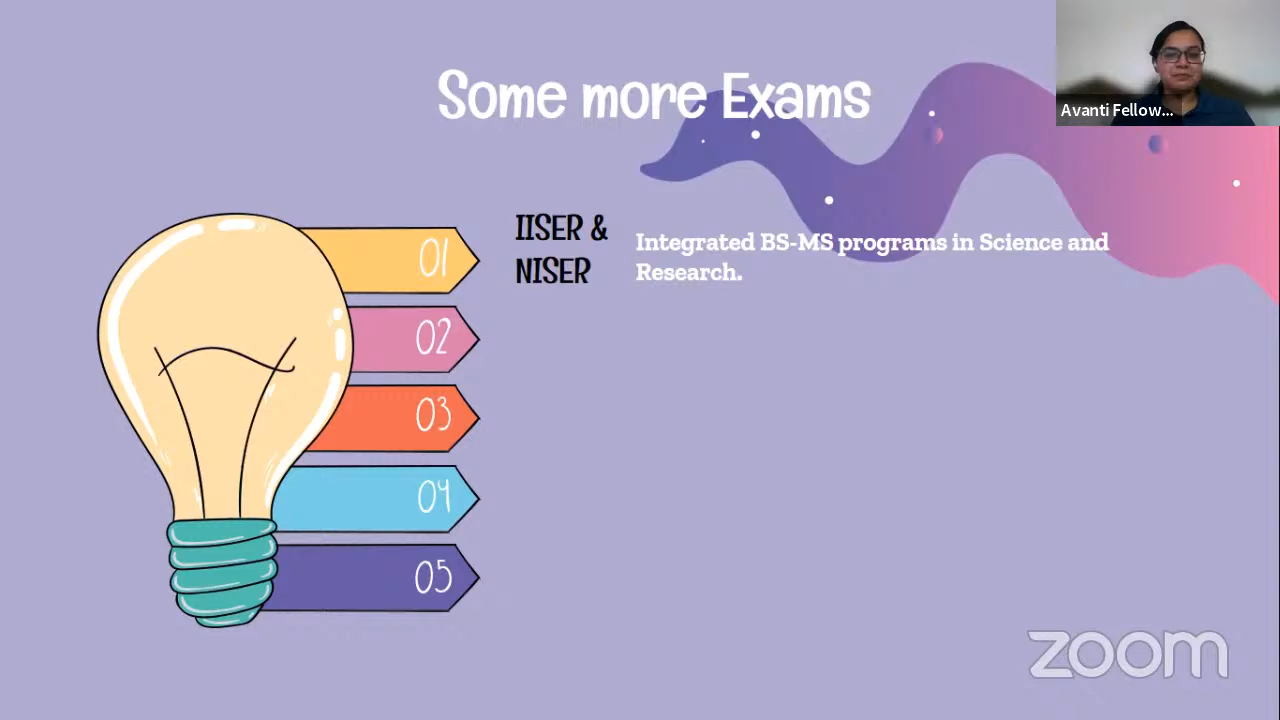 Some more Exams
Avanti Fellow...
01
IISER &
NISER
Integrated BS-MS programs in Science and
Research.
02
03
04
05
zoom